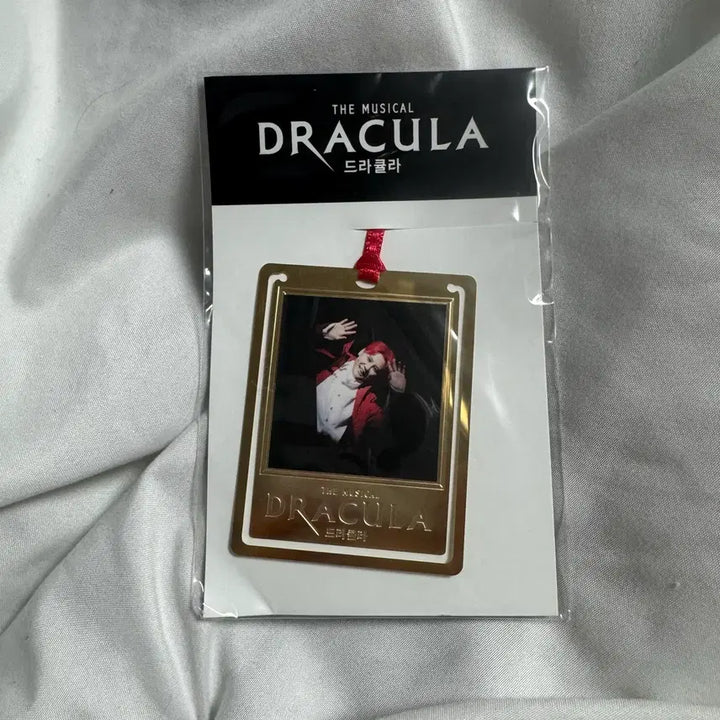 THE MUSICAL
DRACULA
드라큘라
THE MUSICAL
DRACULA
드라큘라